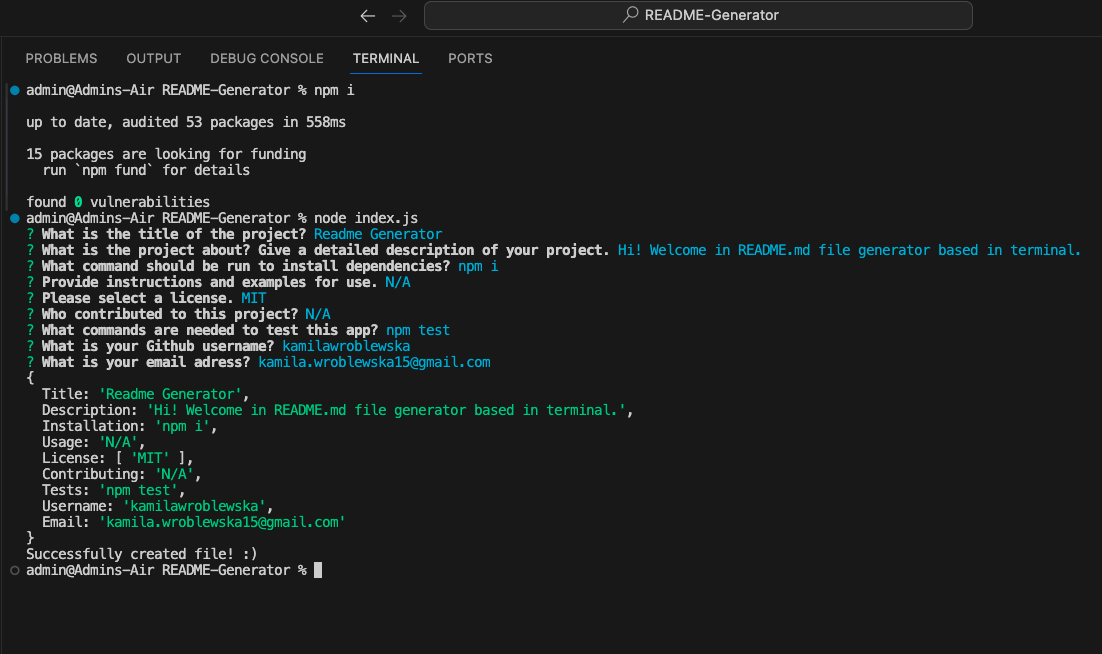 README-Generator
PROBLEMS OUTPUT DEBUG CONSOLE TERMINAL PORTS
admin@Admins-Air README-Generator % npm i
up to date, audited 53 packages in 558ms
15 packages are looking for funding
  run `npm fund` for details
found 0 vulnerabilities
admin@Admins-Air README-Generator % node index.js
? What is the title of the project? Readme Generator
? What is the project about? Give a detailed description of your project. Hi! Welcome in README.md file generator based in terminal.
? What command should be run to install dependencies? npm i
? Provide instructions and examples for use. N/A
? Please select a license. MIT
? Who contributed to this project? N/A
? What commands are needed to test this app? npm test
? What is your Github username? kamilawroblewska
? What is your email adress? kamila.wroblewska15@gmail.com
{
  Title: 'Readme Generator',
  Description: 'Hi! Welcome in README.md file generator based in terminal.',
  Installation: 'npm i',
  Usage: 'N/A',
  License: [ 'MIT' ],
  Contributing: 'N/A',
  Tests: 'npm test',
  Username: 'kamilawroblewska',
  Email: 'kamila.wroblewska15@gmail.com'
}
Successfully created file! :)
admin@Admins-Air README-Generator %